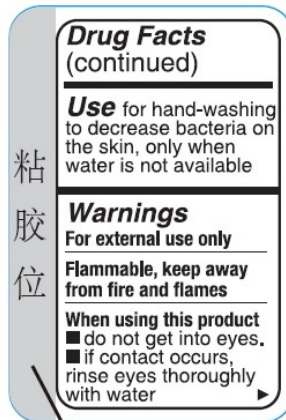 Drug Facts
(continued)
Use for hand-washing
to decrease bacteria on
the skin, only when
water is not available
粘胶位
Warnings
For external use only
Flammable, keep away
from fire and flames
When using this product
■ do not get into eyes.
■ if contact occurs,
rinse eyes thoroughly
with water